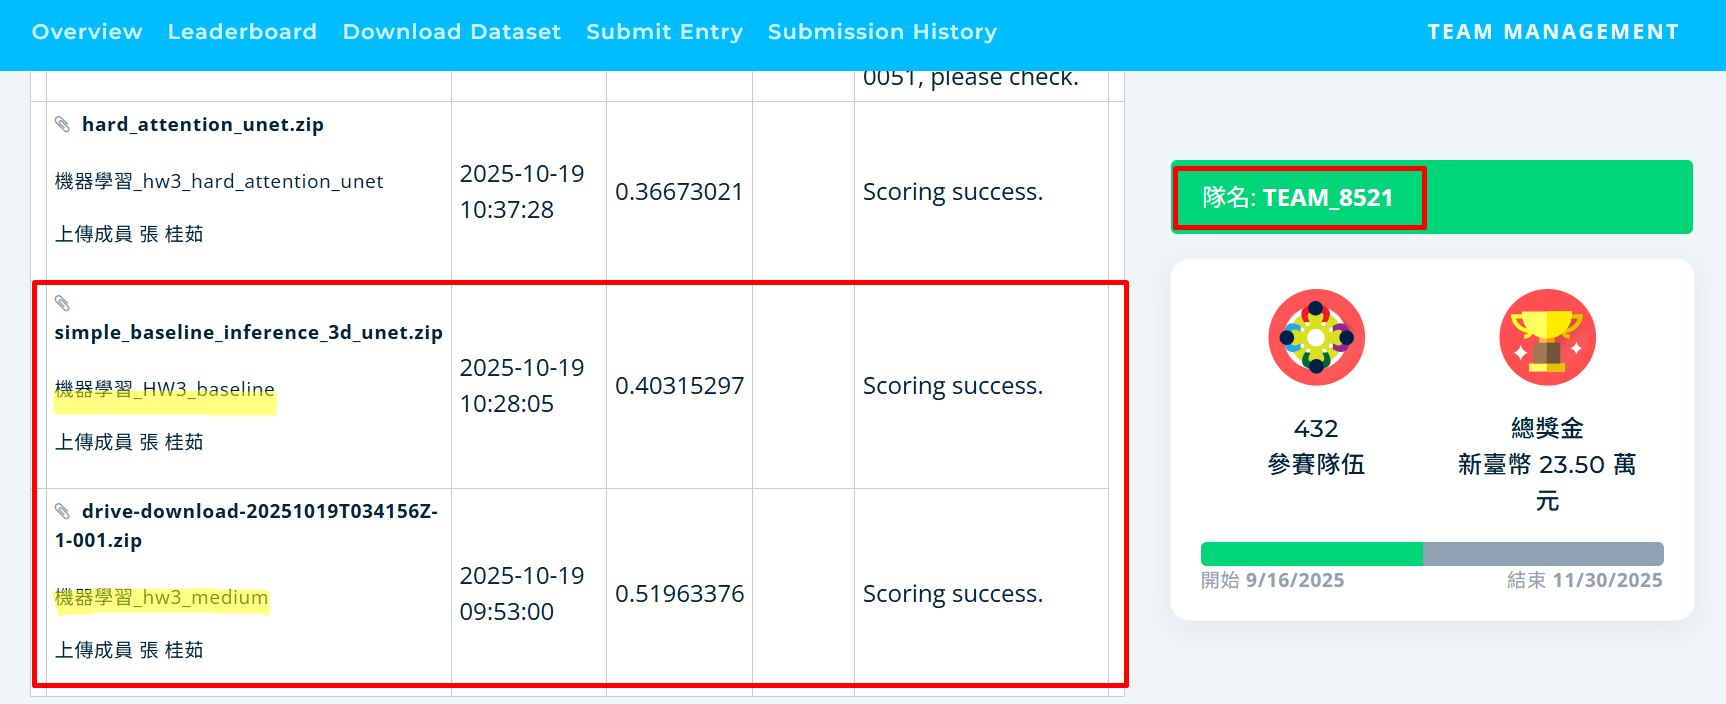 Overview Leaderboard Download Dataset Submit Entry Submission History TEAM MANAGEMENT
0051, please check.
hard_attention_unet.zip
機器學習_hw3_hard_attention_unet
上傳成員 張 桂茹
2025-10-19
10:37:28
0.36673021
Scoring success.
simple_baseline_inference_3d_unet.zip
機器學習_HW3_baseline
上傳成員 張 桂茹
2025-10-19
10:28:05
0.40315297
Scoring success.
drive-download-20251019T034156Z-
1-001.zip
機器學習_hw3_medium
上傳成員 張 桂茹
2025-10-19
09:53:00
0.51963376
Scoring success.
隊名: TEAM_8521
432
參賽隊伍
總獎金
新臺幣 23.50 萬
元
開始 9/16/2025
結束 11/30/2025